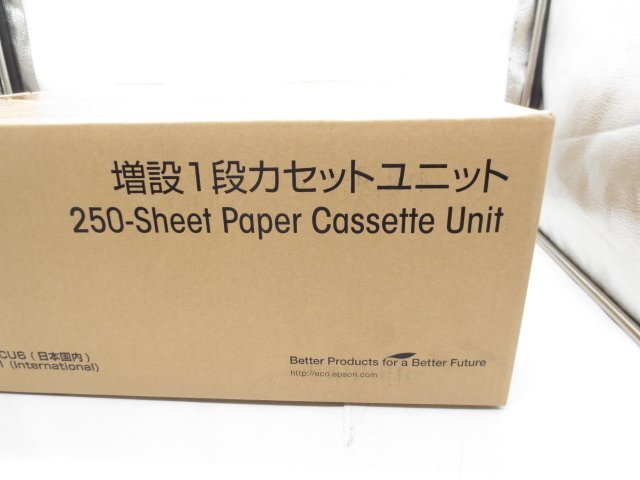 増設1段カセットユニット
250-Sheet Paper Cassette Unit
CU6 (日本国内)
(International)
Better Products for a Better Future
http://eco.epson.com